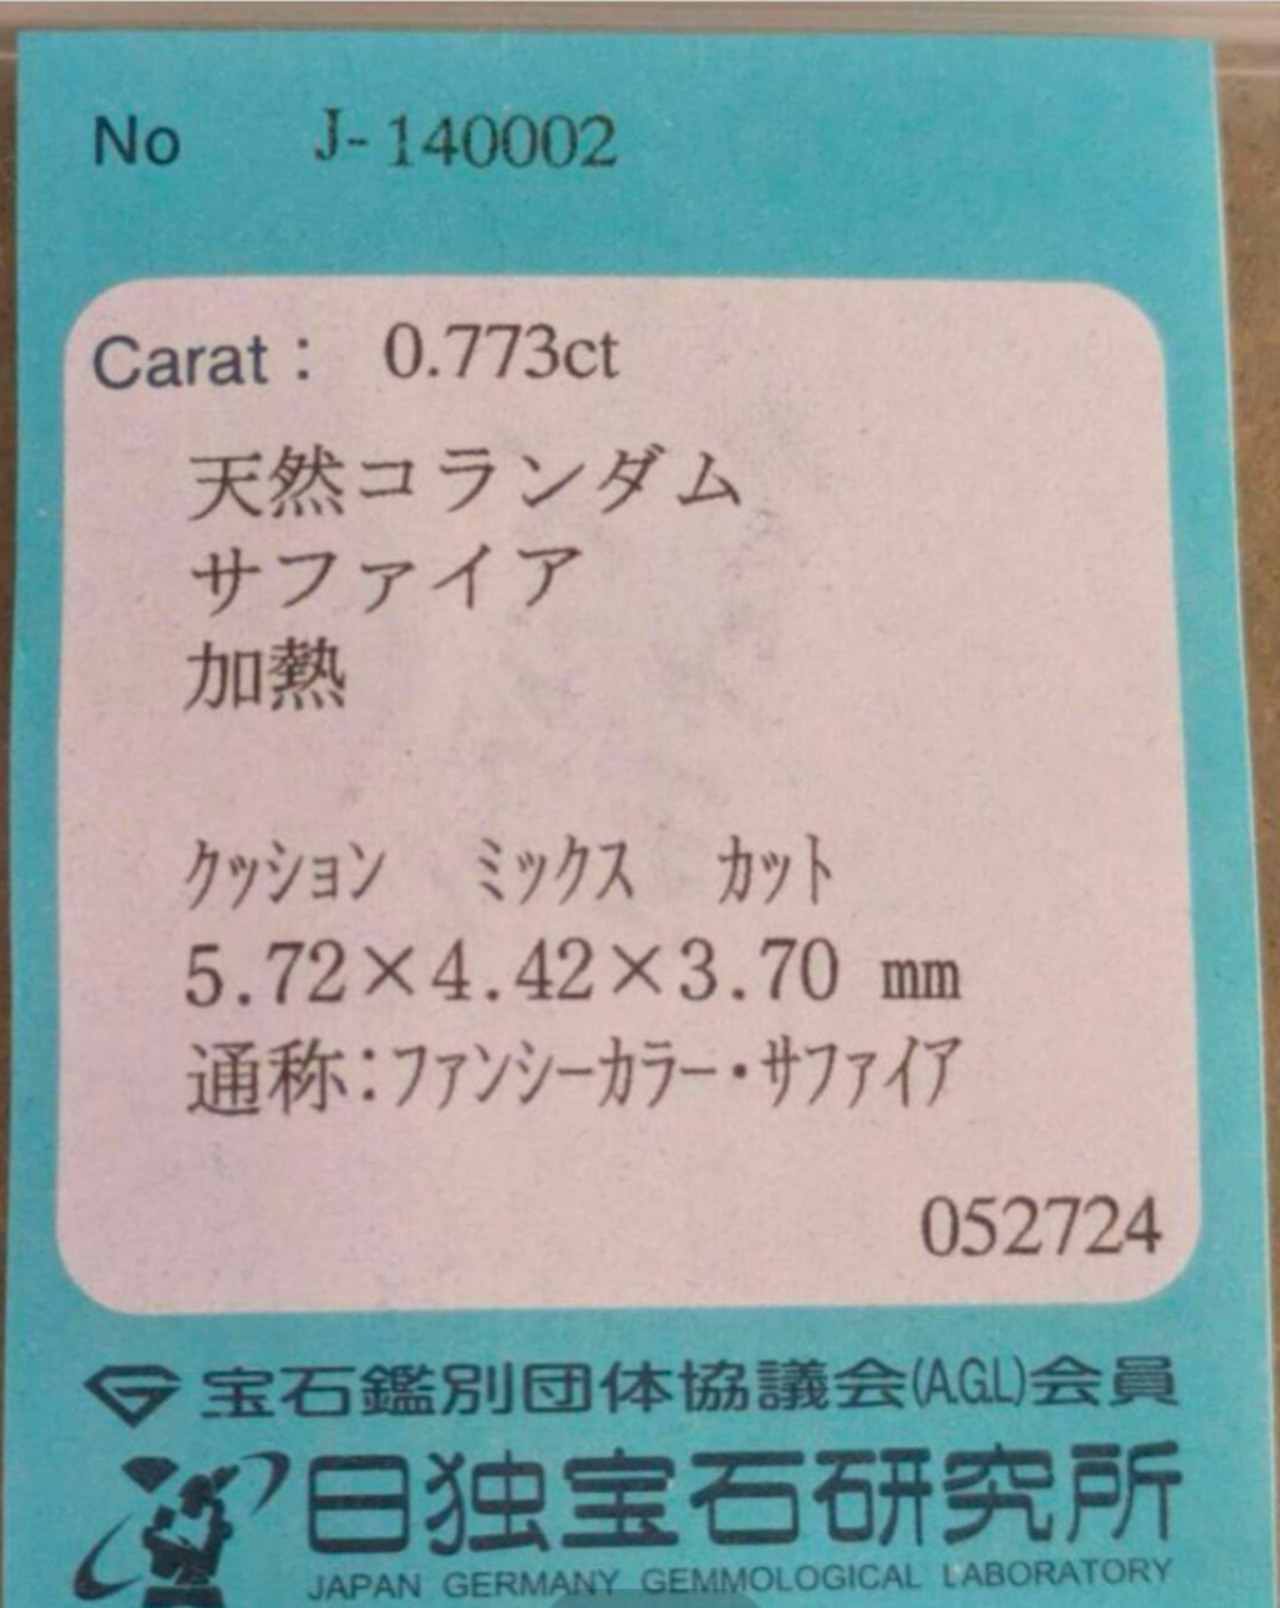 No J-140002
Carat: 0.773ct
天然コランダム
サファイア
加熱
クッション ミックス カット
5.72×4.42×3.70 mm
通称:ファンシーカラー・サファイア
052724
宝石鑑別団体協議会(A.G.L)会員
日独宝石研究所
JAPAN GERMANY GEMMOLOGICAL LABORATORY